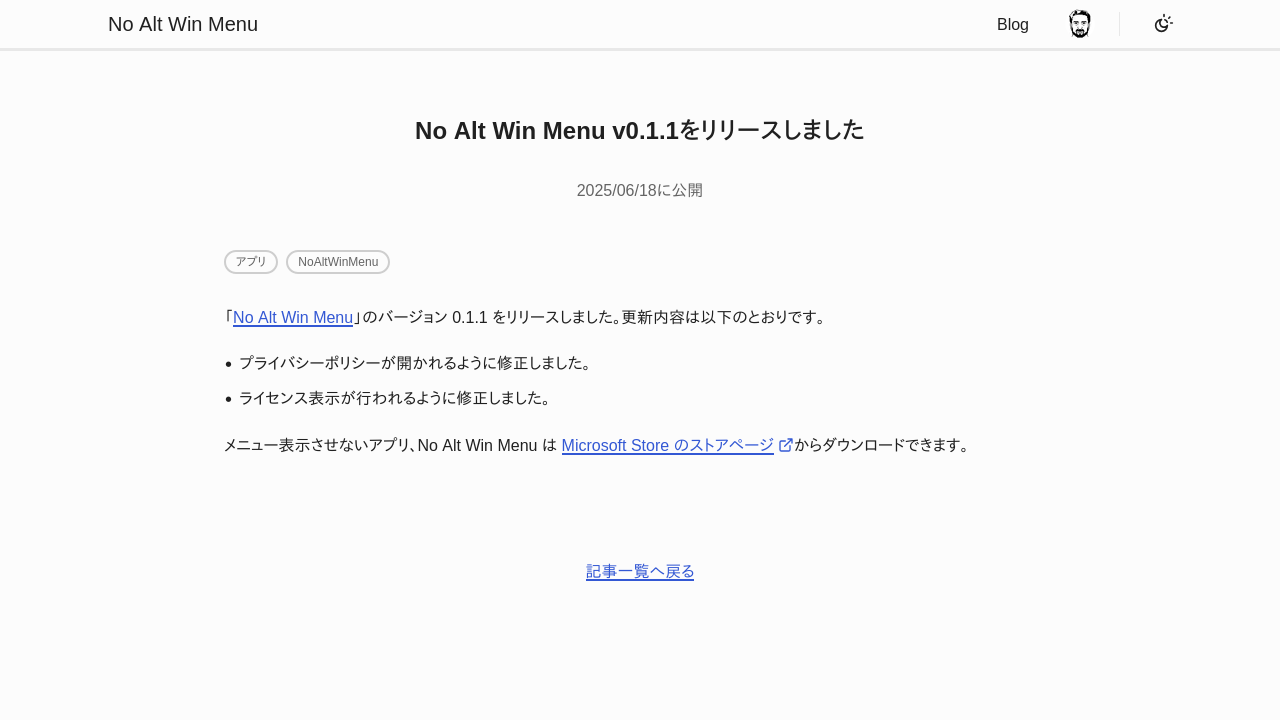 No Alt Win Menu
Blog
No Alt Win Menu v0.1.1をリリースしました
2025/06/18に公開
アプリ
NoAltWinMenu
「No Alt Win Menu」のバージョン 0.1.1 をリリースしました。更新内容は以下のとおりです。
• プライバシーポリシーが開かれるように修正しました。
• ライセンス表示が行われるように修正しました。
メニュー表示させないアプリ、No Alt Win Menu は Microsoft Store のストアページからダウンロードできます。
記事一覧へ戻る